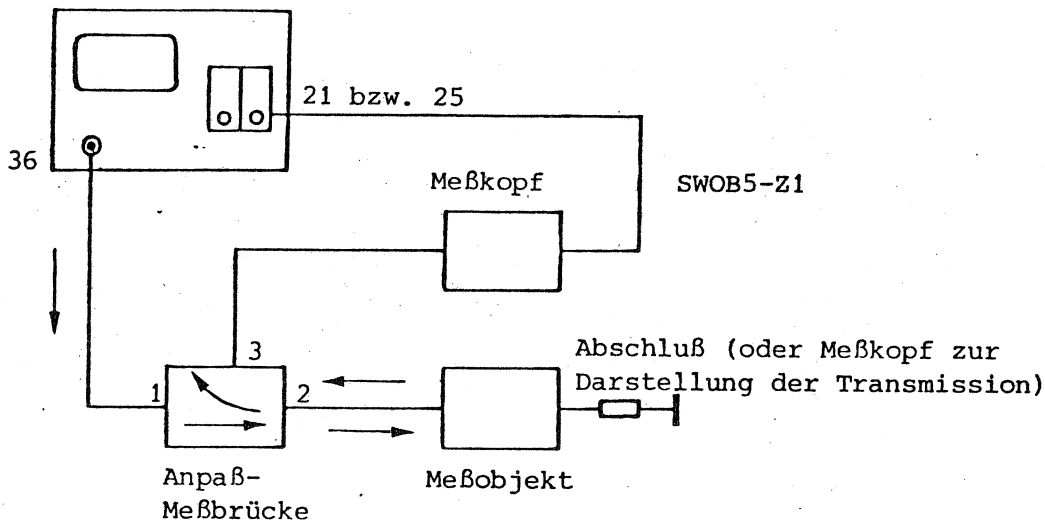 21 bzw. 25
36
Meßkopf
SWOB5-Z1
3
Abschluß (oder Meßkopf zur
Darstellung der Transmission)
1
2
Anpaß-
Meßbrücke
Meßobjekt